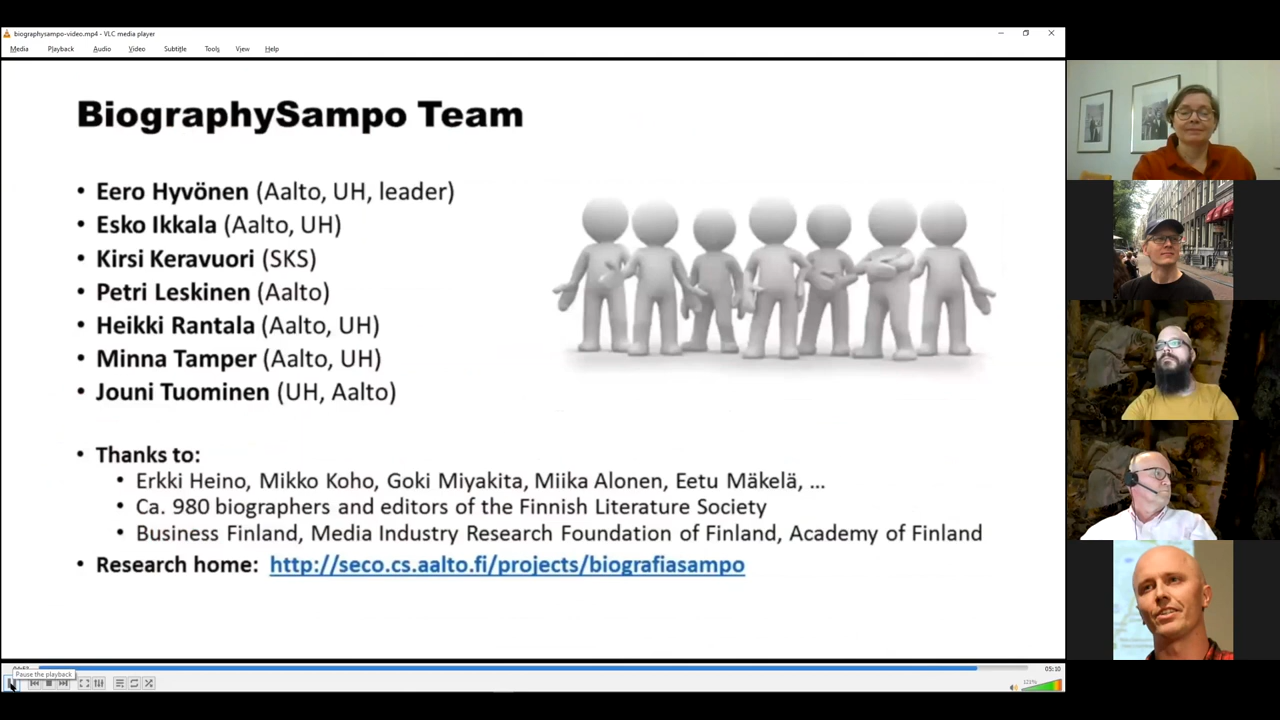 biographysampo-video.mp4 - VLC media player
Media Playback Audio Video Subtitle Tools View Help
BiographySampo Team
• Eero Hyvönen (Aalto, UH, leader)
• Esko Ikkala (Aalto, UH)
• Kirsi Keravuori (SKS)
• Petri Leskinen (Aalto)
• Heikki Rantala (Aalto, UH)
• Minna Tamper (Aalto, UH)
• Jouni Tuominen (UH, Aalto)
• Thanks to:
• Erkki Heino, Mikko Koho, Goki Miyakita, Miika Alonen, Eetu Mäkelä, ...
• Ca. 980 biographers and editors of the Finnish Literature Society
• Business Finland, Media Industry Research Foundation of Finland, Academy of Finland
• Research home: http://seco.cs.aalto.fi/projects/biografiasampo
05:10
Pause the playback
121%